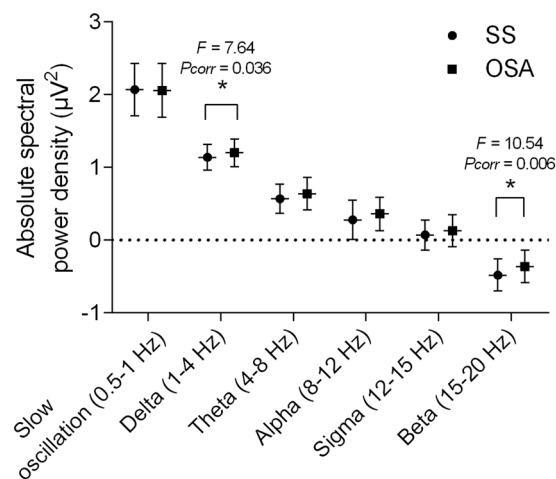 3
2
1
0
-1
Absolute spectral
power density (µV²)
F = 7.64
Pcorr = 0.036
*
SS
OSA
F = 10.54
Pcorr = 0.006
*
Slow
oscillation (0.5-1 Hz)
Delta (1-4 Hz)
Theta (4-8 Hz)
Alpha (8-12 Hz)
Sigma (12-15 Hz)
Beta (15-20 Hz)